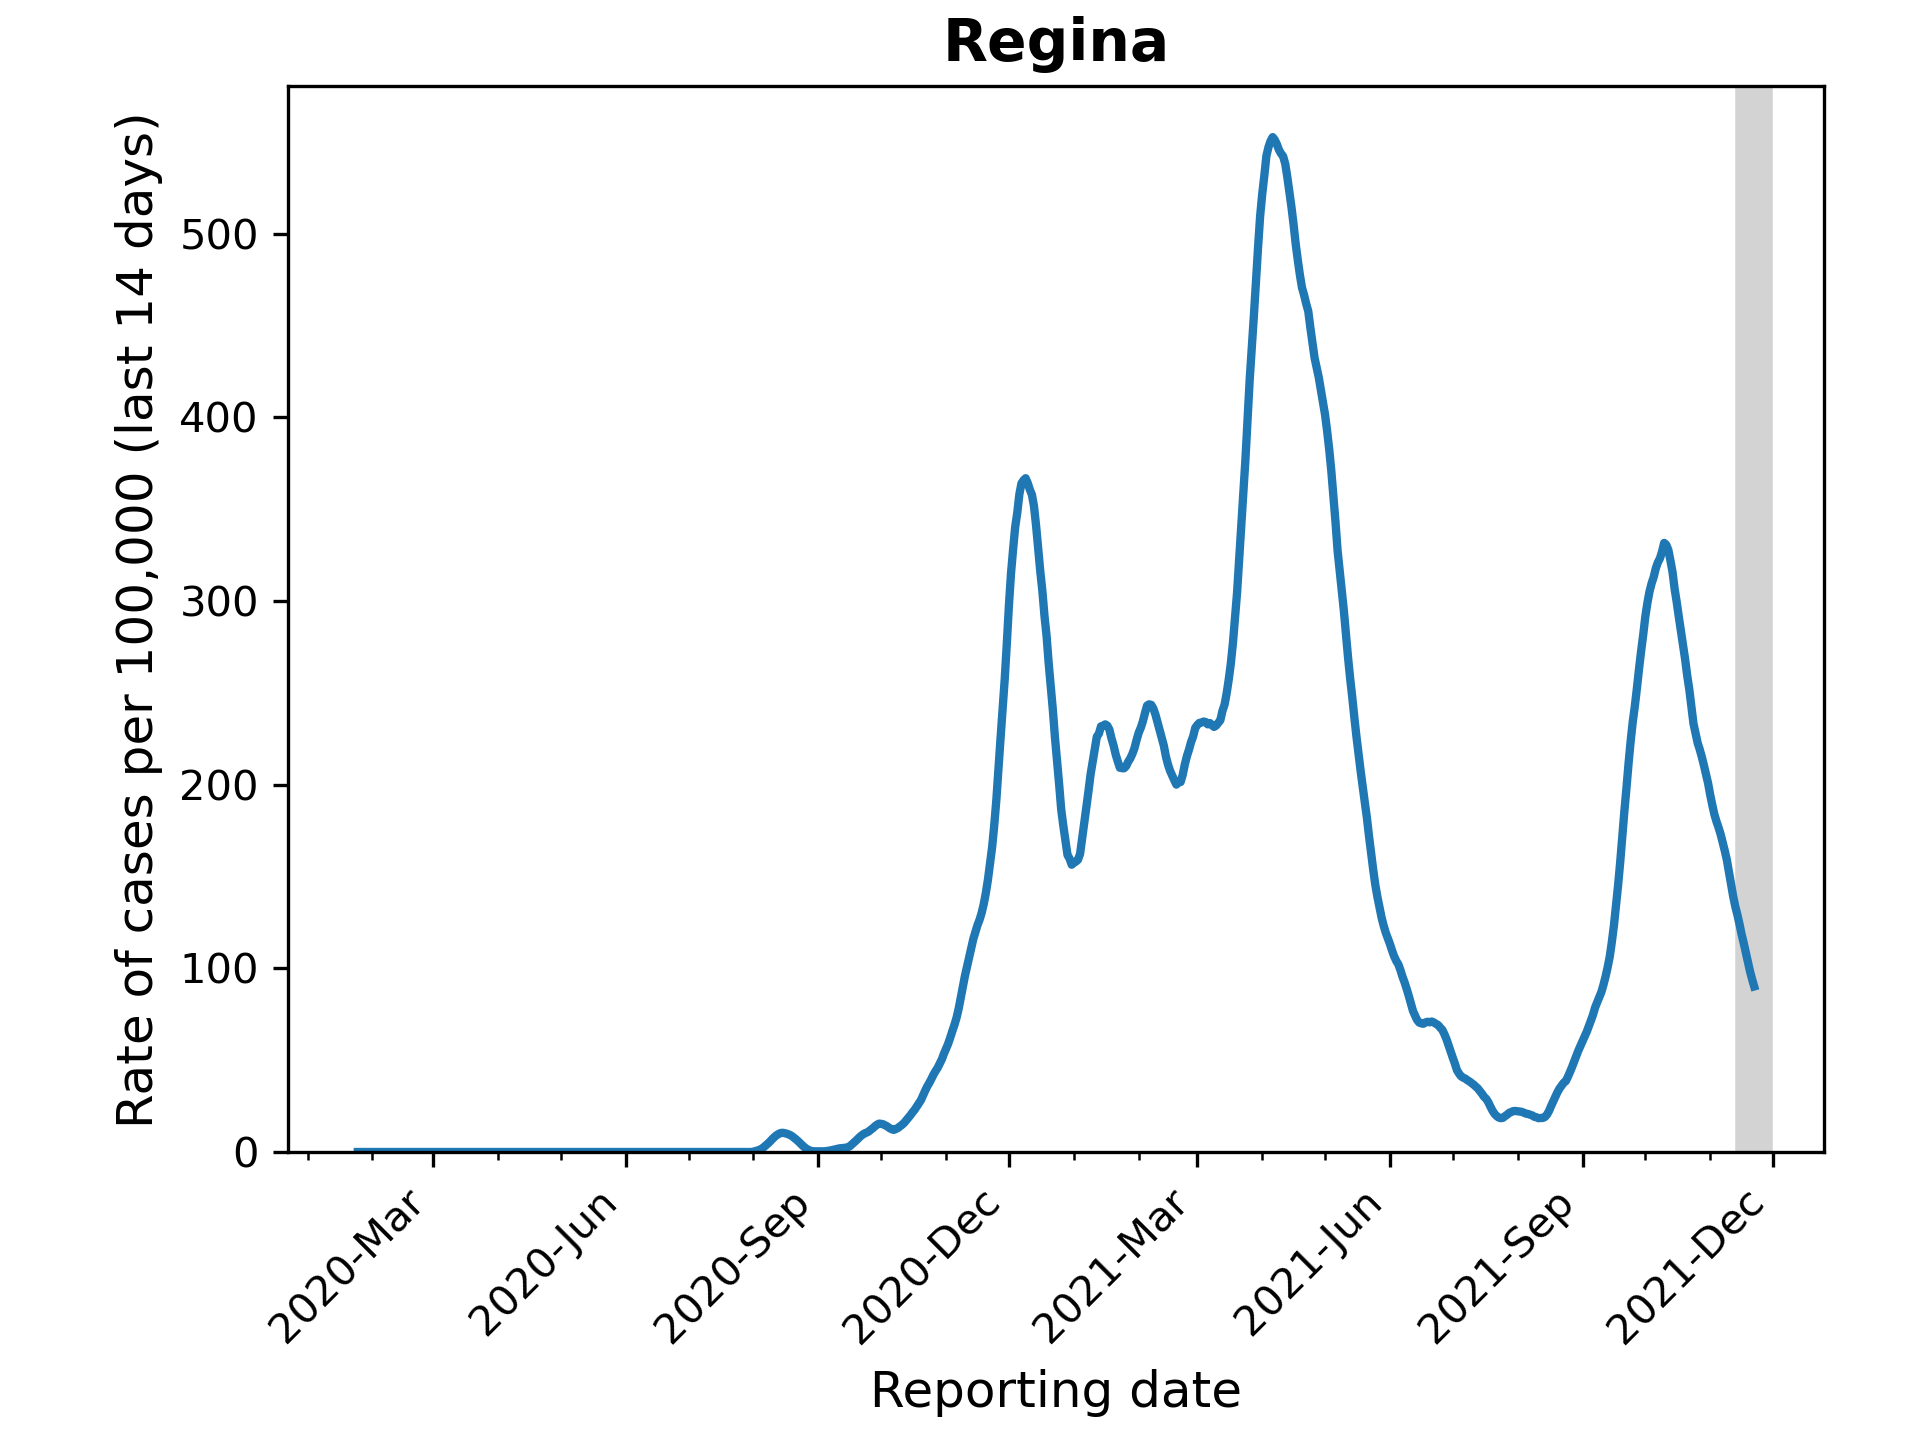 Regina
Rate of cases per 100,000 (last 14 days)
500
400
300
200
100
0
2020-Mar
2020-Jun
2020-Sep
2020-Dec
2021-Mar
2021-Jun
2021-Sep
2021-Dec
Reporting date